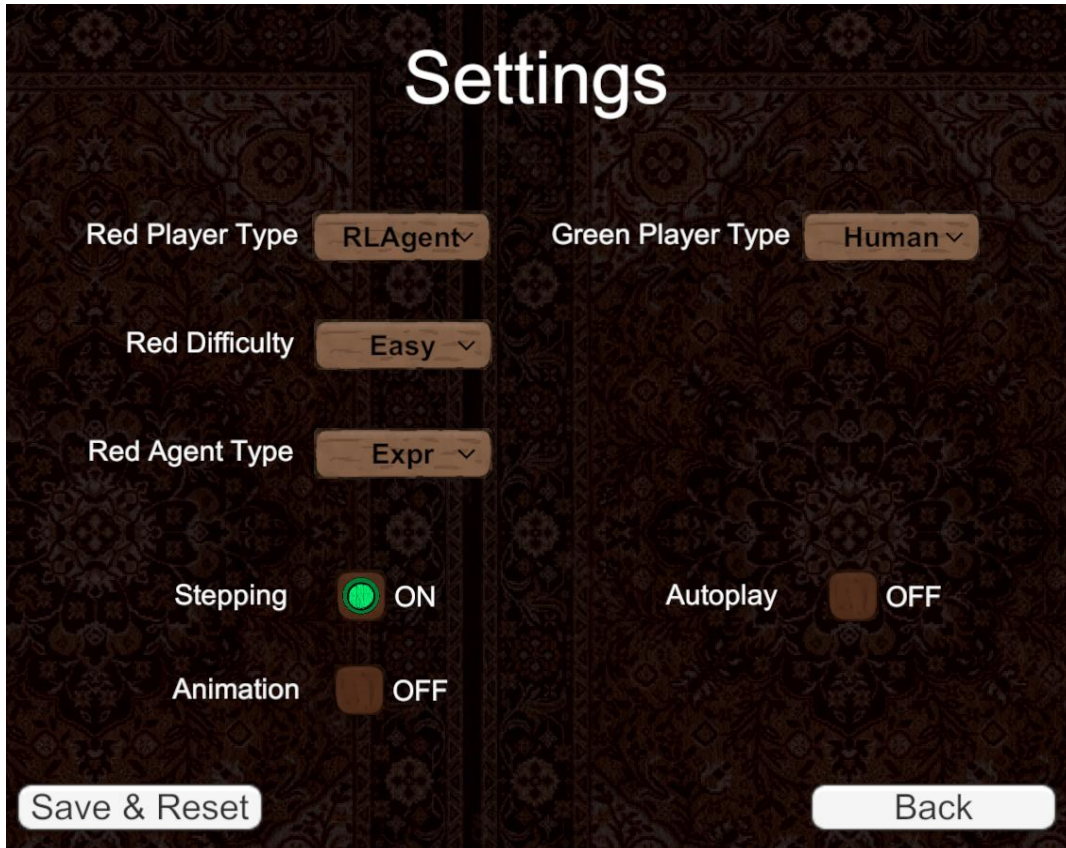 Settings
Red Player Type RLAgent Green Player Type Human
Red Difficulty Easy
Red Agent Type Expr
Stepping ON Autoplay OFF
Animation OFF
Save & Reset Back